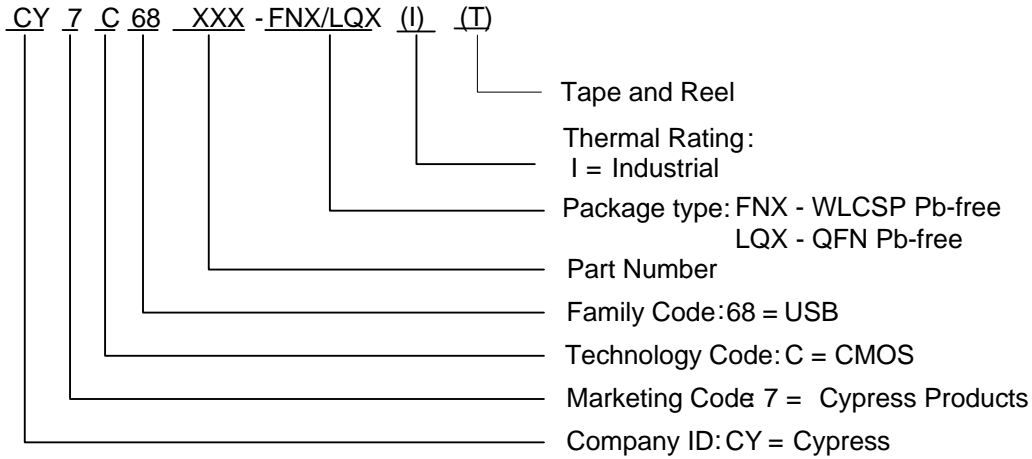 CY 7 C 68 XXX - FNX/LQX (I) (T)
Tape and Reel
Thermal Rating:
I = Industrial
Package type: FNX - WLCSP Pb-free
LQX - QFN Pb-free
Part Number
Family Code: 68 = USB
Technology Code: C = CMOS
Marketing Code: 7 = Cypress Products
Company ID: CY = Cypress